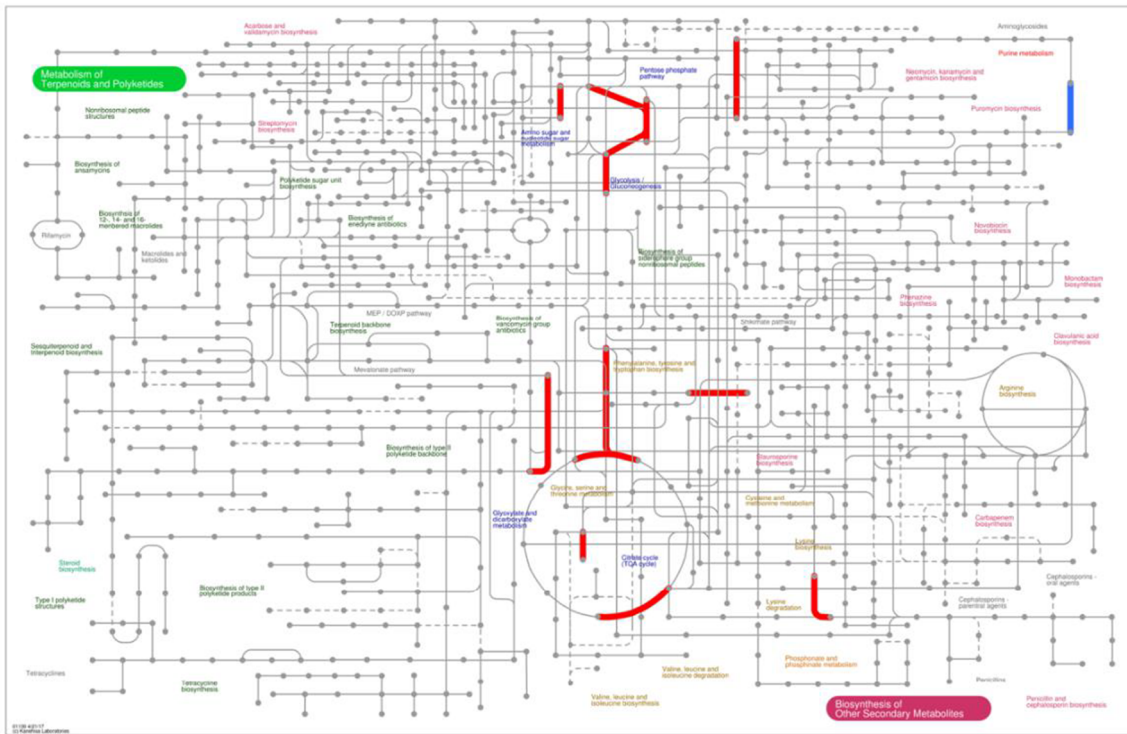 Acarbose and
validamycin biosynthesis
Aminoglycosides
Purine metabolism
Metabolism of
Terpenoids and Polyketides
Pentose phosphate
pathway
Neomycin, kanamycin and
gentamicin biosynthesis
Nonribosomal peptide
structures
Puromycin biosynthesis
Streptomycin
biosynthesis
Amino sugar and
nucleotide sugar
metabolism
Biosynthesis of
ansamycins
Polyketide sugar unit
biosynthesis
Glycolysis /
Gluconeogenesis
Biosynthesis of
12-, 14- and 16-
membered macrolides
Biosynthesis of
enediyne antibiotics
Novobiocin
biosynthesis
Rifamycin
Macrolides and
ketolides
Biosynthesis of
siderophore group
nonribosomal peptides
Monobactam
biosynthesis
Phenazine
biosynthesis
MEP / DOXP pathway
Biosynthesis of
vancomycin group
antibiotics
Terpenoid backbone
biosynthesis
Shikimate pathway
Clavulanic acid
biosynthesis
Sesquiterpenoid and
triterpenoid biosynthesis
Mevalonate pathway
Phenylalanine, tyrosine and
tryptophan biosynthesis
Arginine
biosynthesis
Biosynthesis of type II
polyketide backbone
Staurosporine
biosynthesis
Glycine, serine and
threonine metabolism
Cysteine and
methionine metabolism
Glyoxylate and
dicarboxylate
metabolism
Carbapenem
biosynthesis
Lysine
biosynthesis
Steroid
biosynthesis
Citrate cycle
(TCA cycle)
Cephalosporins -
oral agents
Type I polyketide
structures
Biosynthesis of type II
polyketide products
Lysine
degradation
Cephalosporins -
parenteral agents
Phosphonate and
phosphinate metabolism
Tetracyclines
Tetracycline
biosynthesis
Valine, leucine and
isoleucine degradation
Penicillins
Valine, leucine and
isoleucine biosynthesis
Biosynthesis of
Other Secondary Metabolites
Penicillin and
cephalosporin biosynthesis
(c) Kanehisa Laboratories